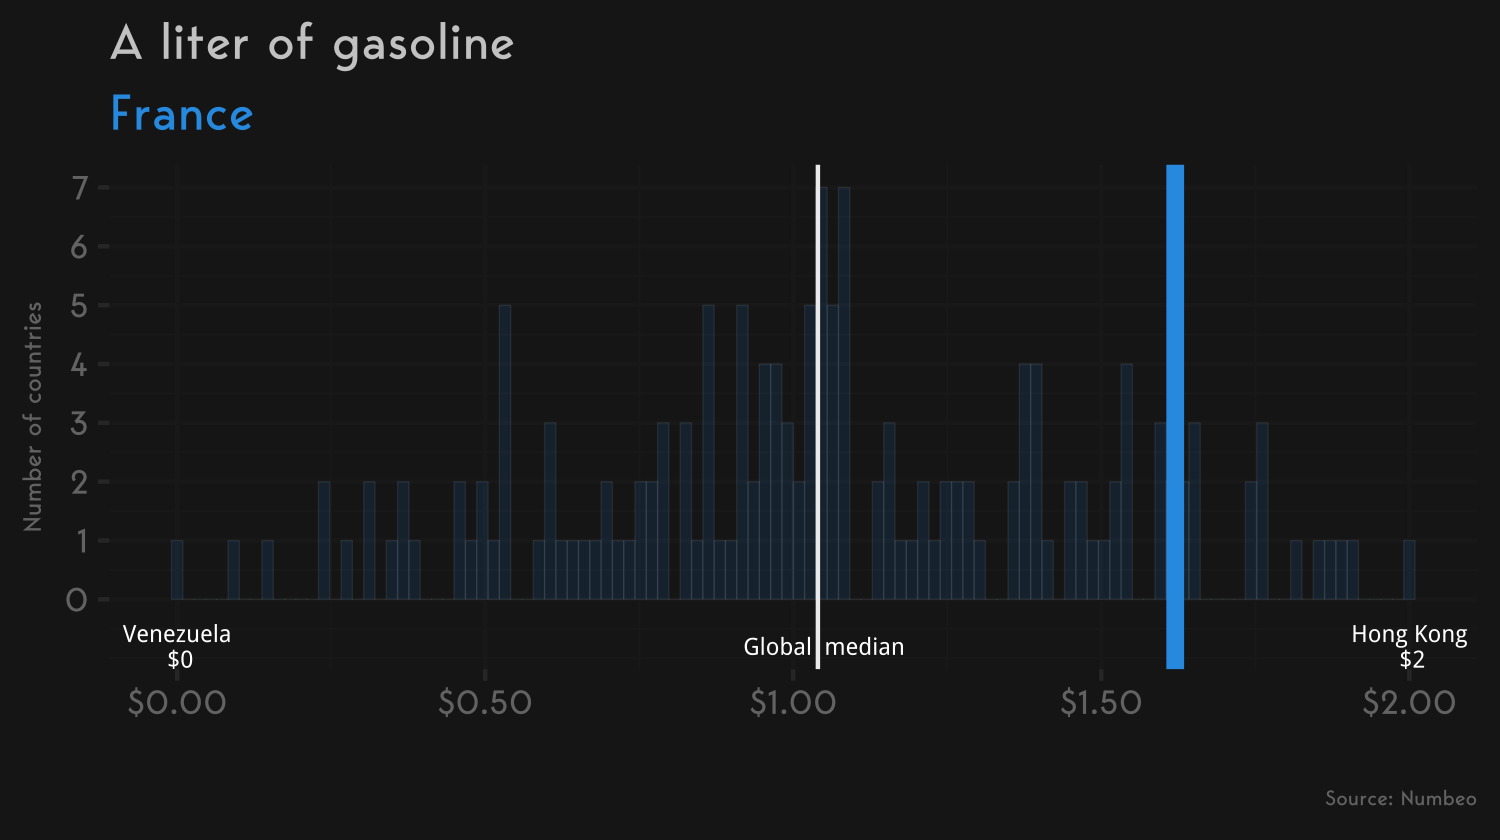 A liter of gasoline
France
Number of countries
7
6
5
4
3
2
1
0
Venezuela
$0
Global median
Hong Kong
$2
$0.00 $0.50 $1.00 $1.50 $2.00
Source: Numbeo